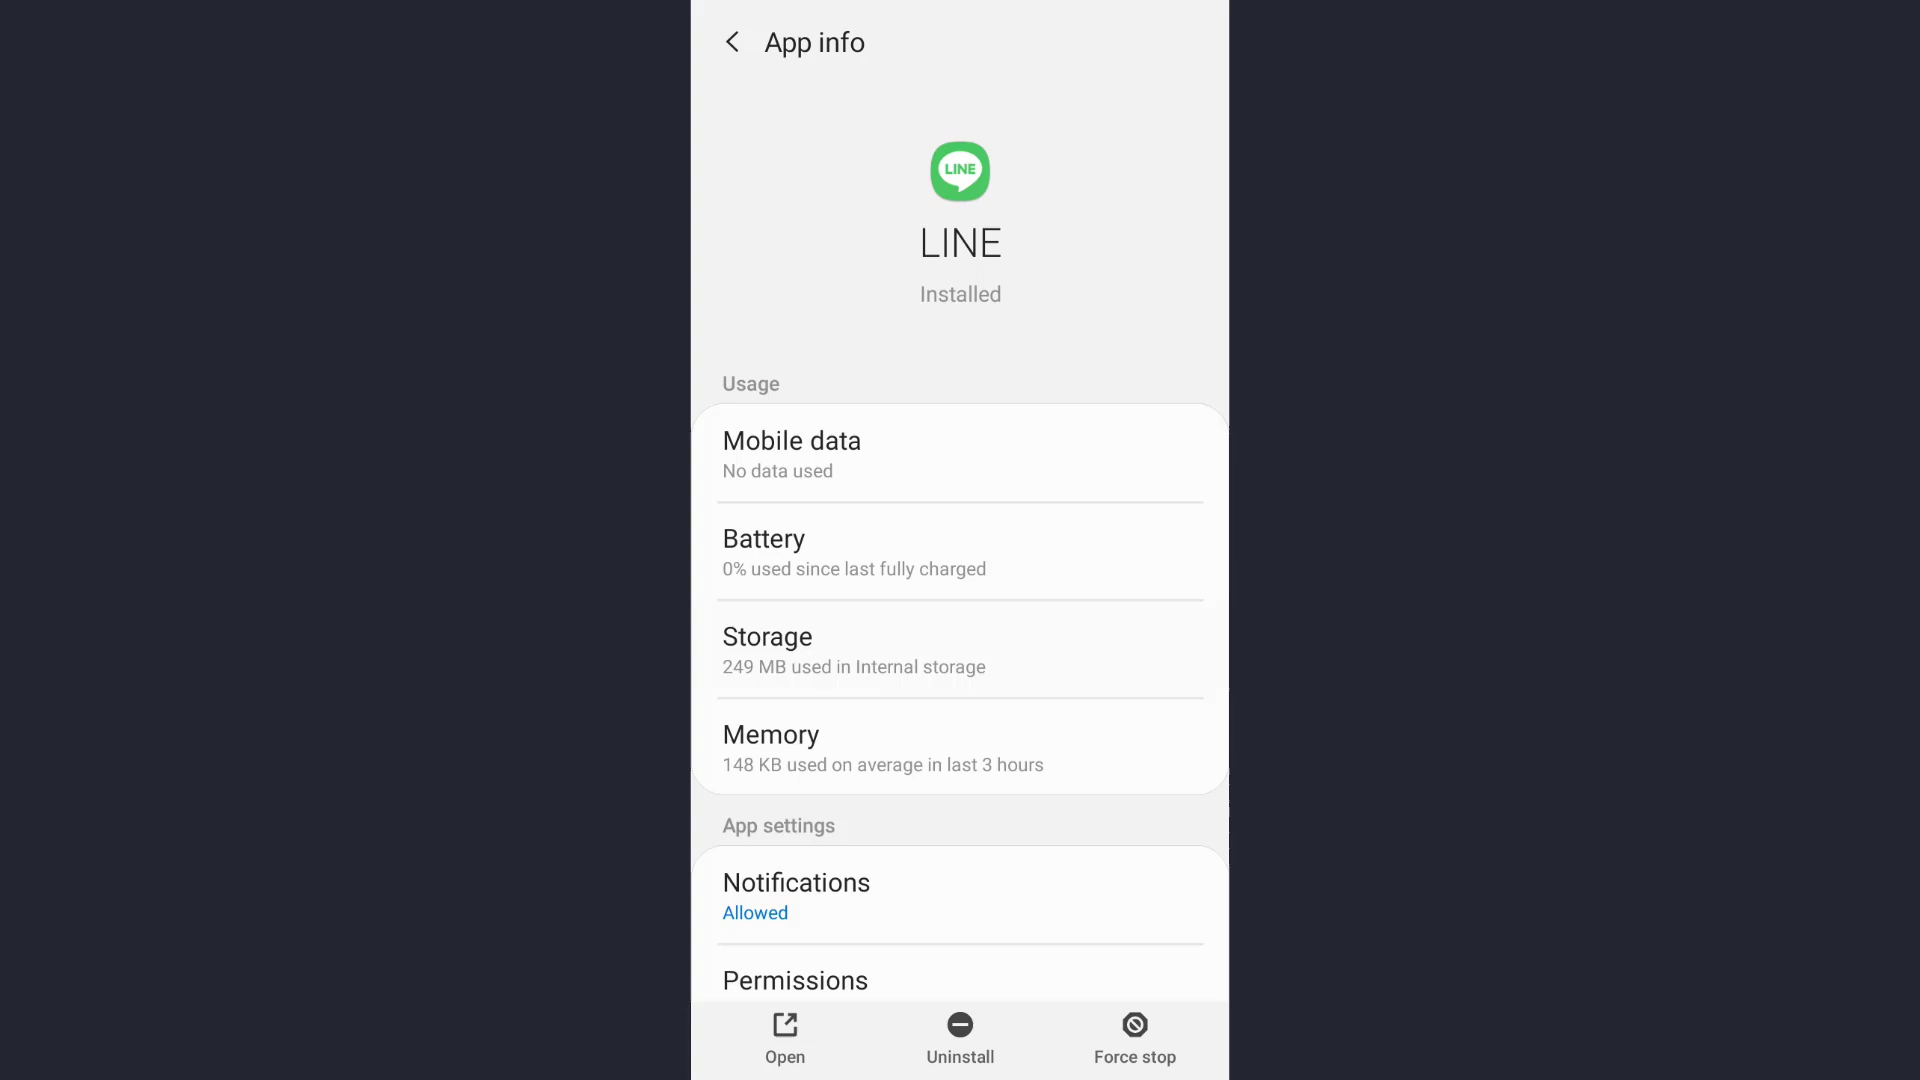 App info
LINE
LINE
Installed
Usage
Mobile data
No data used
Battery
0% used since last fully charged
Storage
249 MB used in Internal storage
Memory
148 KB used on average in last 3 hours
App settings
Notifications
Allowed
Permissions
Open
Uninstall
Force stop